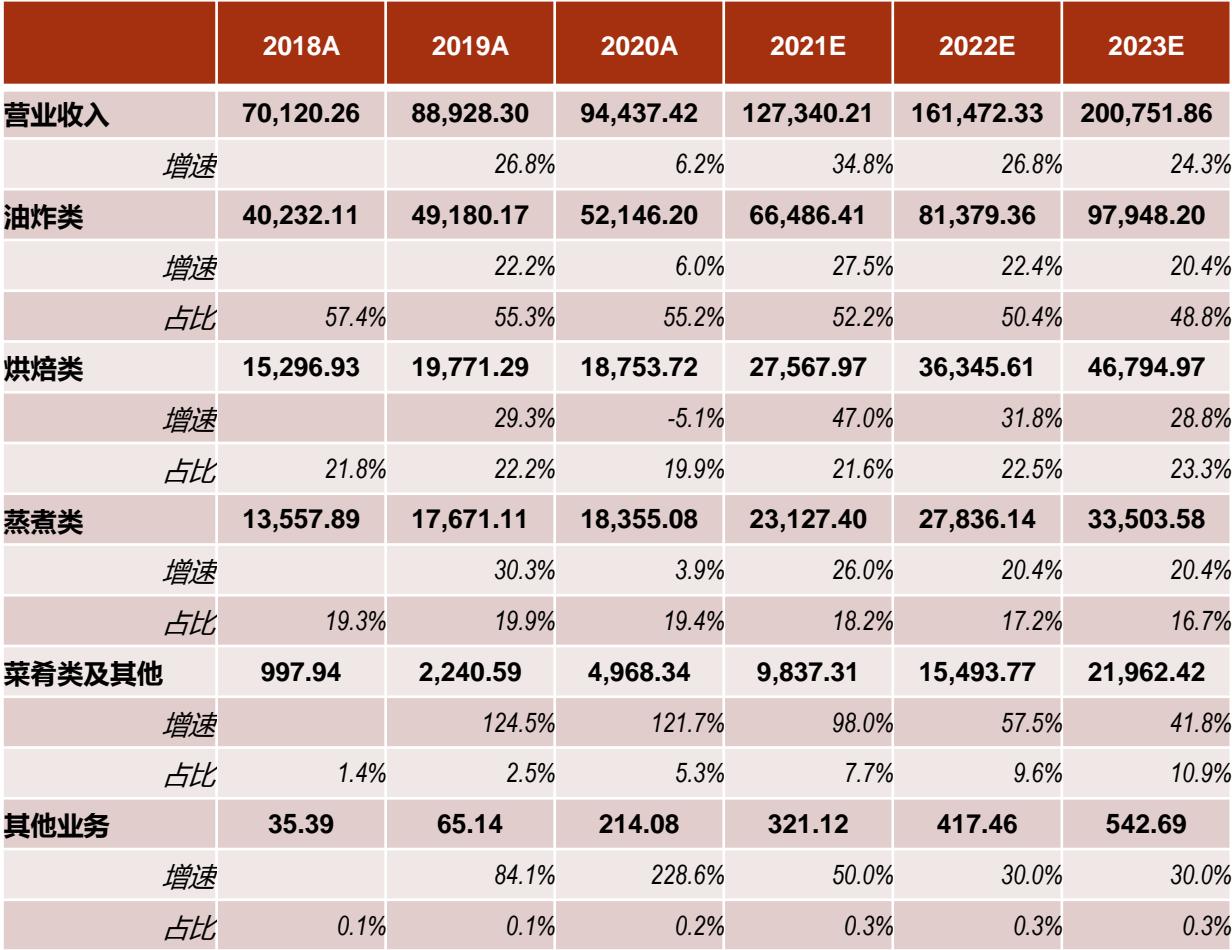 2018A 2019A 2020A 2021E 2022E 2023E
营业收入 70,120.26 88,928.30 94,437.42 127,340.21 161,472.33 200,751.86
增速 26.8% 6.2% 34.8% 26.8% 24.3%
油炸类 40,232.11 49,180.17 52,146.20 66,486.41 81,379.36 97,948.20
增速 22.2% 6.0% 27.5% 22.4% 20.4%
占比 57.4% 55.3% 55.2% 52.2% 50.4% 48.8%
烘焙类 15,296.93 19,771.29 18,753.72 27,567.97 36,345.61 46,794.97
增速 29.3% -5.1% 47.0% 31.8% 28.8%
占比 21.8% 22.2% 19.9% 21.6% 22.5% 23.3%
蒸煮类 13,557.89 17,671.11 18,355.08 23,127.40 27,836.14 33,503.58
增速 30.3% 3.9% 26.0% 20.4% 20.4%
占比 19.3% 19.9% 19.4% 18.2% 17.2% 16.7%
菜肴类及其他 997.94 2,240.59 4,968.34 9,837.31 15,493.77 21,962.42
增速 124.5% 121.7% 98.0% 57.5% 41.8%
占比 1.4% 2.5% 5.3% 7.7% 9.6% 10.9%
其他业务 35.39 65.14 214.08 321.12 417.46 542.69
增速 84.1% 228.6% 50.0% 30.0% 30.0%
占比 0.1% 0.1% 0.2% 0.3% 0.3% 0.3%